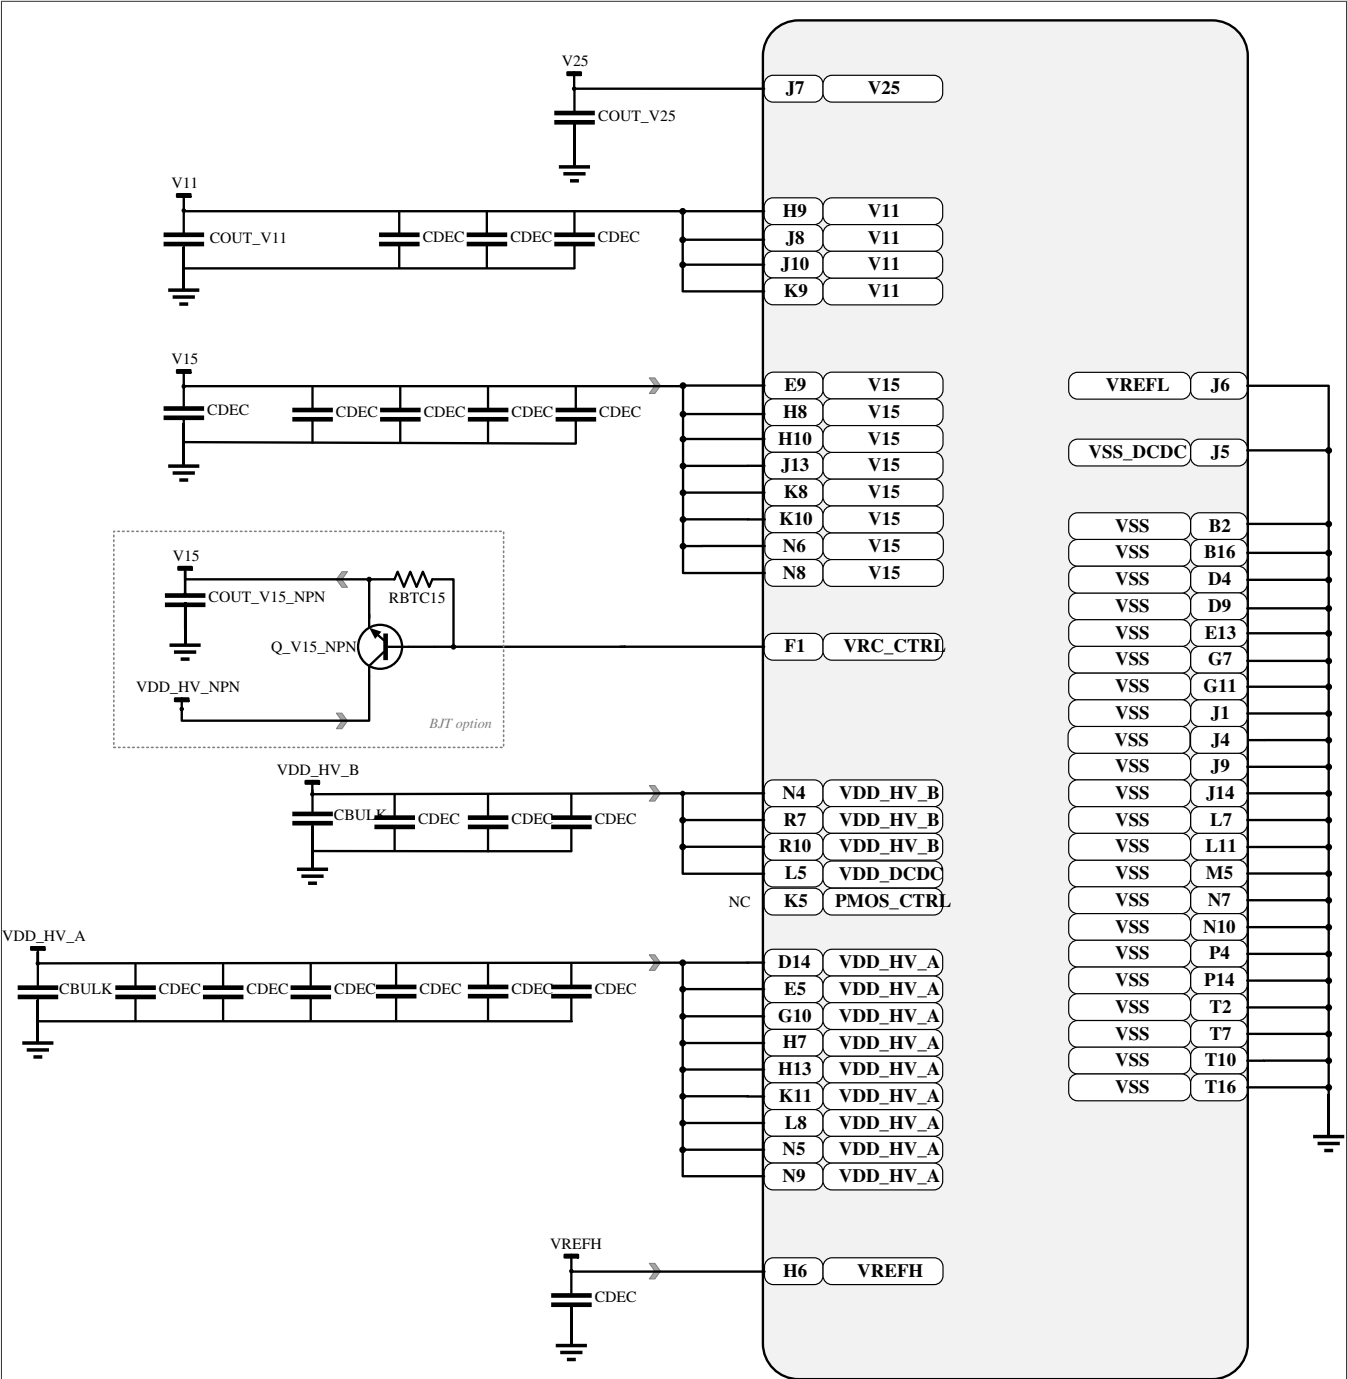 V25
J7 V25
COUT_V25
V11
H9 V11
COUT_V11 CDEC CDEC CDEC
J8 V11
J10 V11
K9 V11
V15
E9 V15 VREFL J6
CDEC CDEC CDEC CDEC CDEC
H8 V15
H10 V15
VSS_DCDC J5
J13 V15
K8 V15
K10 V15
VSS B2
N6 V15
VSS B16
V15
N8 V15
VSS D4
COUT_V15_NPN RBTC15
VSS D9
VSS E13
Q_V15_NPN
F1 VRC_CTRL
VSS G7
VDD_HV_NPN
VSS G11
VSS J1
BJT option
VSS J4
VDD_HV_B
VSS J9
N4 VDD_HV_B
VSS J14
CBULK CDEC CDEC CDEC
R7 VDD_HV_B
VSS L7
R10 VDD_HV_B
VSS L11
L5 VDD_DCDC
VSS M5
NC K5 PMOS_CTRL
VSS N7
VSS N10
VDD_HV_A
VSS P4
D14 VDD_HV_A
VSS P14
CBULK CDEC CDEC CDEC CDEC CDEC CDEC
E5 VDD_HV_A
VSS T2
G10 VDD_HV_A
VSS T7
H7 VDD_HV_A
VSS T10
H13 VDD_HV_A
VSS T16
K11 VDD_HV_A
L8 VDD_HV_A
N5 VDD_HV_A
N9 VDD_HV_A
VREFH
H6 VREFH
CDEC